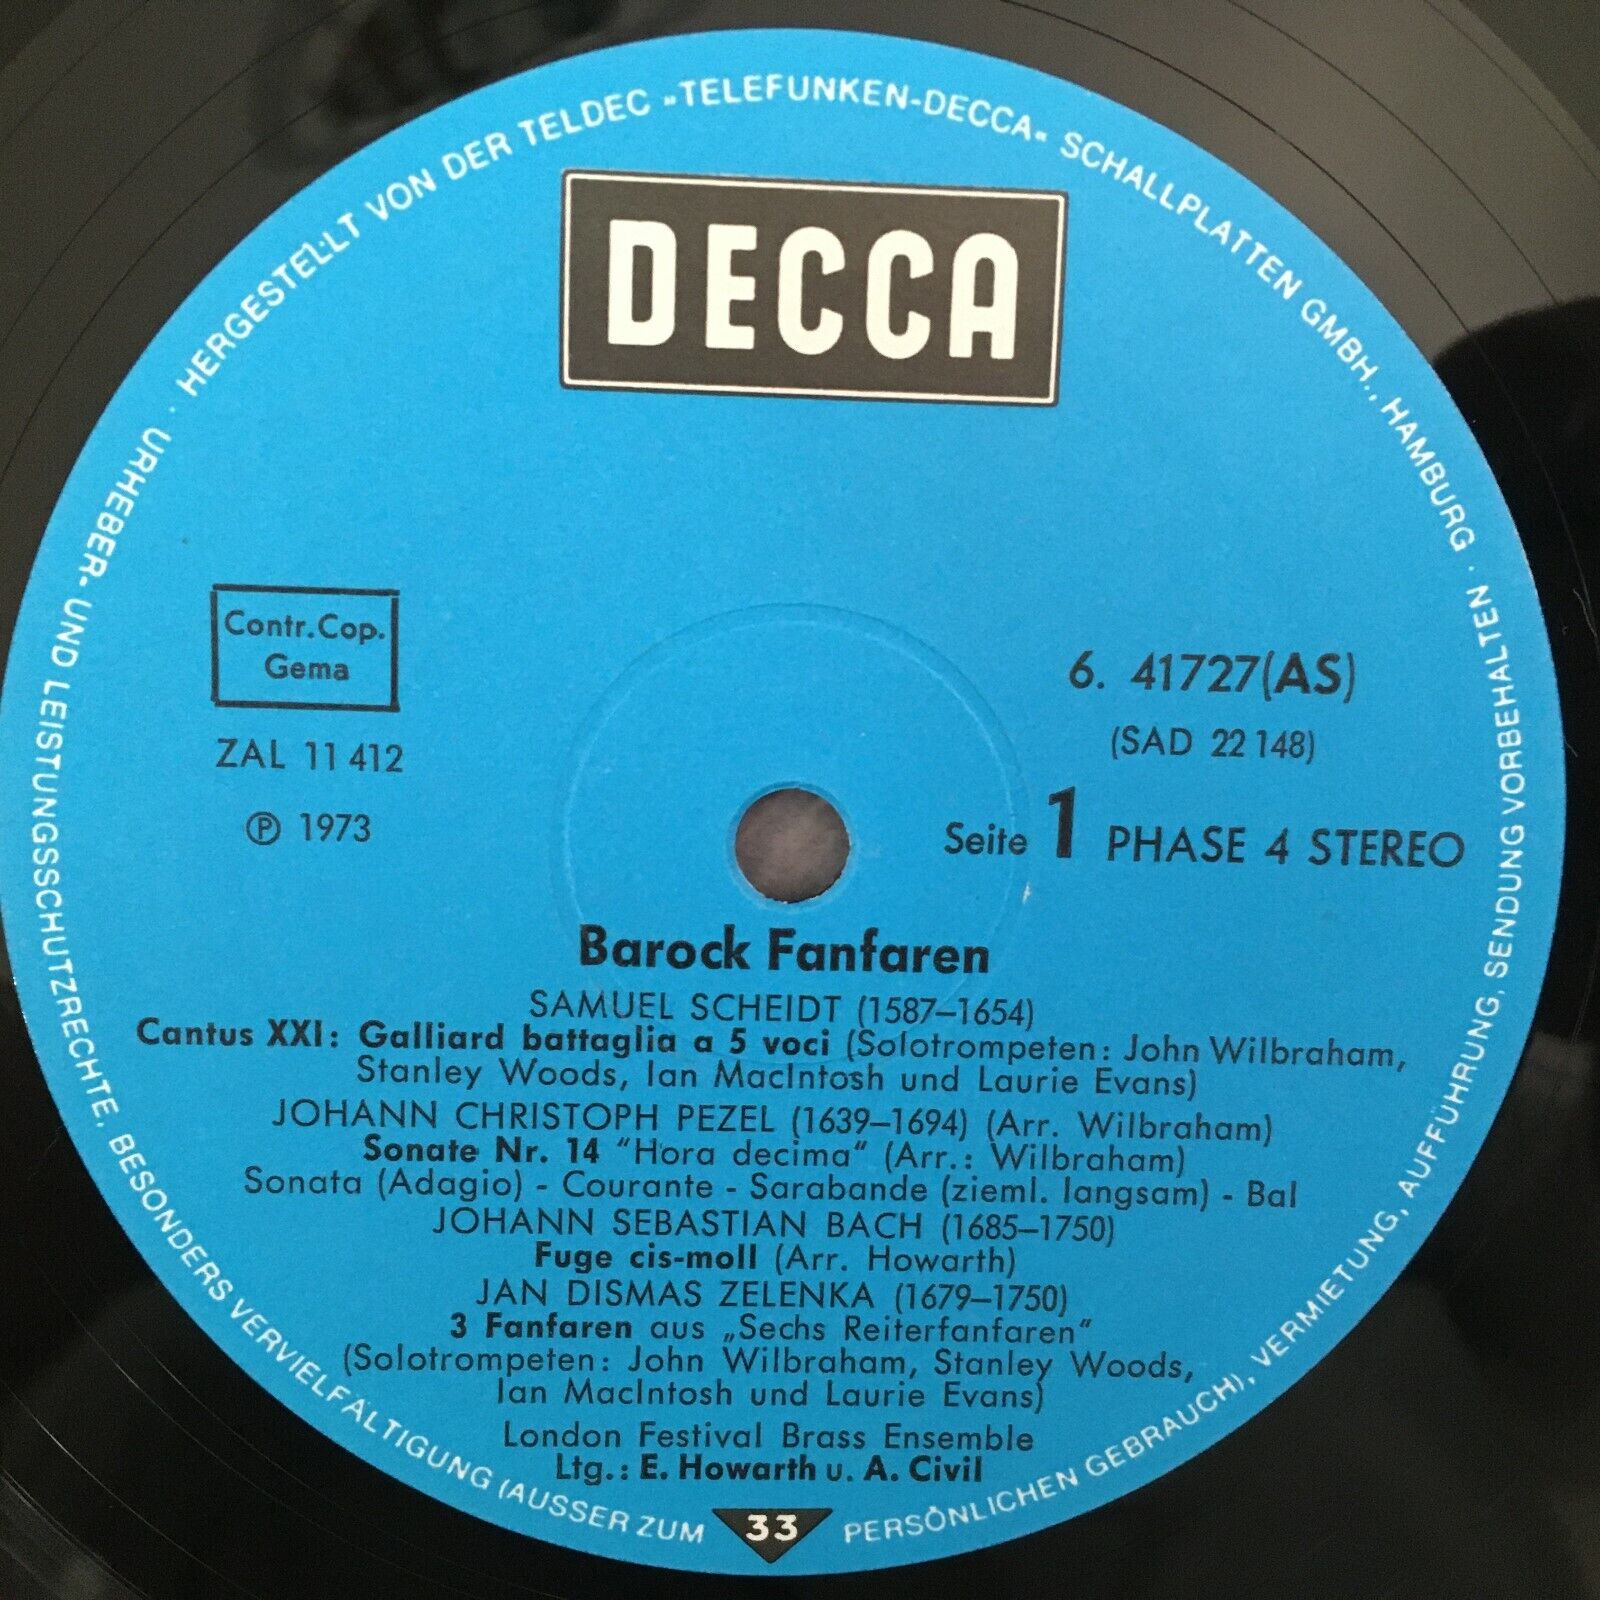 HERGESTELLT VON DER TELDEC »TELEFUNKEN-DECCA« SCHALLPLATTEN GMBH., HAMBURG · URHEBER- UND LEISTUNGSSCHUTZRECHTE, BESONDERS VERVIELFÄLTIGUNG (AUSSER ZUM PERSÖNLICHEN GEBRAUCH), VERMIETUNG, AUFFÜHRUNG, SENDUNG VORBEHALTEN ·
DECCA
Contr.Cop.
Gema
ZAL 11 412
Ⓟ 1973
6. 41727(AS)
(SAD 22 148)
Seite 1 PHASE 4 STEREO
Barock Fanfaren
SAMUEL SCHEIDT (1587–1654)
Cantus XXI: Galliard battaglia a 5 voci (Solotrompeten: John Wilbraham,
Stanley Woods, Ian MacIntosh und Laurie Evans)
JOHANN CHRISTOPH PEZEL (1639–1694) (Arr. Wilbraham)
Sonate Nr. 14 "Hora decima" (Arr.: Wilbraham)
Sonata (Adagio) - Courante - Sarabande (zieml. langsam) - Bal
JOHANN SEBASTIAN BACH (1685–1750)
Fuge cis-moll (Arr. Howarth)
JAN DISMAS ZELENKA (1679–1750)
3 Fanfaren aus „Sechs Reiterfanfaren"
(Solotrompeten: John Wilbraham, Stanley Woods,
Ian MacIntosh und Laurie Evans)
London Festival Brass Ensemble
Ltg.: E. Howarth u. A. Civil
33